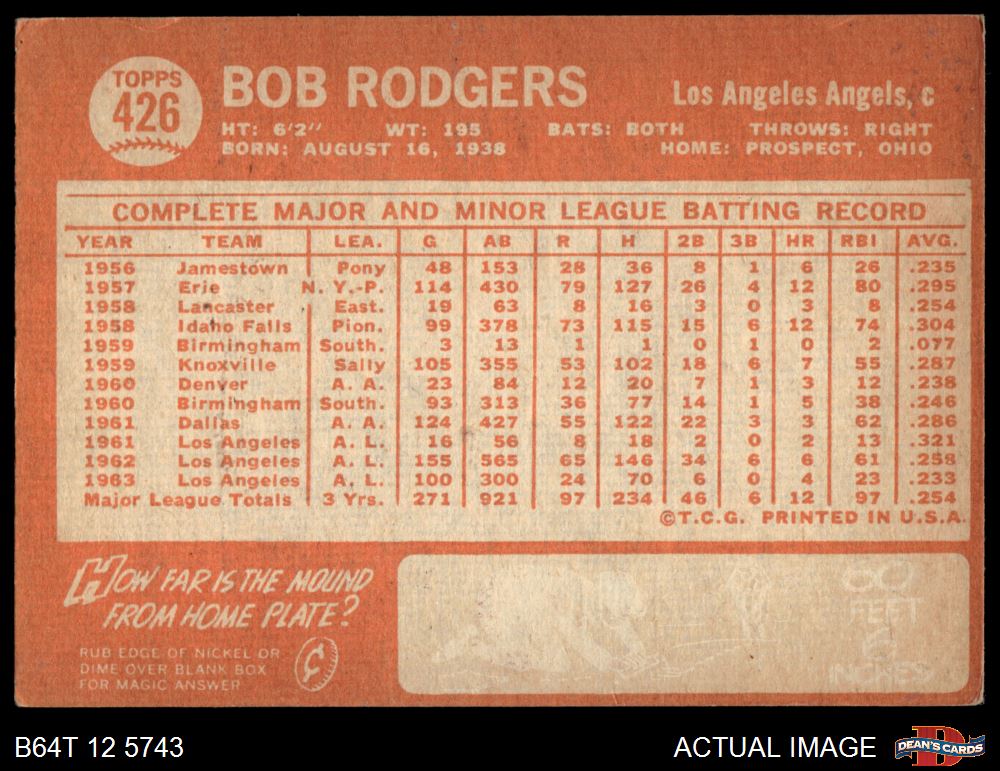 TOPPS
426
BOB RODGERS
Los Angeles Angels, c
HT: 6'2" WT: 195 BATS: BOTH THROWS: RIGHT
BORN: AUGUST 16, 1938 HOME: PROSPECT, OHIO
COMPLETE MAJOR AND MINOR LEAGUE BATTING RECORD
YEAR TEAM LEA. G AB R H 2B 3B HR RBI AVG.
1956 Jamestown Pony 48 153 28 36 8 1 6 26 .235
1957 Erie N. Y.-P. 114 430 79 127 26 4 12 80 .295
1958 Lancaster East. 19 63 8 16 3 0 3 8 .254
1958 Idaho Falls Pion. 99 378 73 115 15 6 12 74 .304
1959 Birmingham South. 3 13 1 1 0 1 0 2 .077
1959 Knoxville Sally 105 355 53 102 18 6 7 55 .287
1960 Denver A. A. 23 84 12 20 7 1 3 12 .238
1960 Birmingham South. 93 313 36 77 14 1 5 38 .246
1961 Dallas A. A. 124 427 55 122 22 3 3 62 .286
1961 Los Angeles A. L. 16 56 8 18 2 0 2 13 .321
1962 Los Angeles A. L. 155 565 65 146 34 6 6 61 .258
1963 Los Angeles A. L. 100 300 24 70 6 0 4 23 .233
Major League Totals 3 Yrs. 271 921 97 234 46 6 12 97 .254
©T.C.G. PRINTED IN U.S.A.
HOW FAR IS THE MOUND
FROM HOME PLATE?
RUB EDGE OF NICKEL OR
DIME OVER BLANK BOX
FOR MAGIC ANSWER
60
FEET
6
INCHES
B64T 12 5743
ACTUAL IMAGE
DEAN'S CARDS